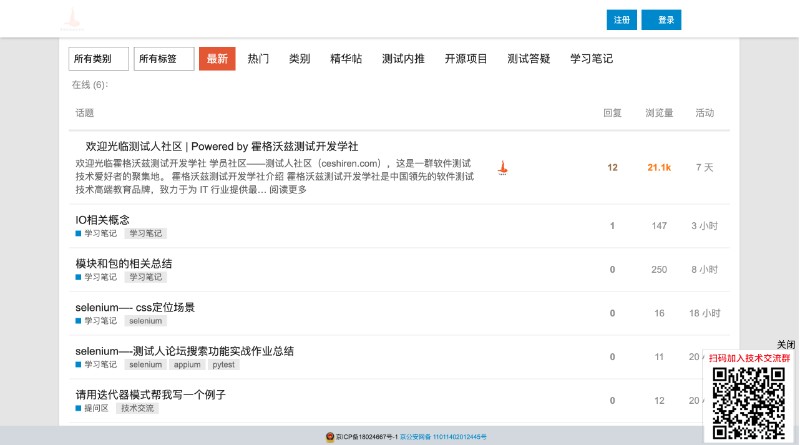 注册 登录
所有类别 所有标签 最新 热门 类别 精华帖 测试内推 开源项目 测试答疑 学习笔记
在线 (6):
话题 回复 浏览量 活动
欢迎光临测试人社区 | Powered by 霍格沃兹测试开发学社
欢迎光临霍格沃兹测试开发学社 学员社区——测试人社区（ceshiren.com），这是一群软件测试
技术爱好者的聚集地。 霍格沃兹测试开发学社介绍 霍格沃兹测试开发学社是中国领先的软件测试
技术高端教育品牌，致力于为 IT 行业提供最… 阅读更多
12 21.1k 7 天
IO相关概念
学习笔记 学习笔记
1 147 3 小时
模块和包的相关总结
学习笔记 学习笔记
0 250 8 小时
selenium—- css定位场景
学习笔记 selenium
0 16 18 小时
selenium—-测试人论坛搜索功能实战作业总结
学习笔记 selenium appium pytest
0 11 20
请用迭代器模式帮我写一个例子
提问区 技术交流
0 12 20
关闭
扫码加入技术交流群
京ICP备18024667号-1 京公安网备 11011402012445号